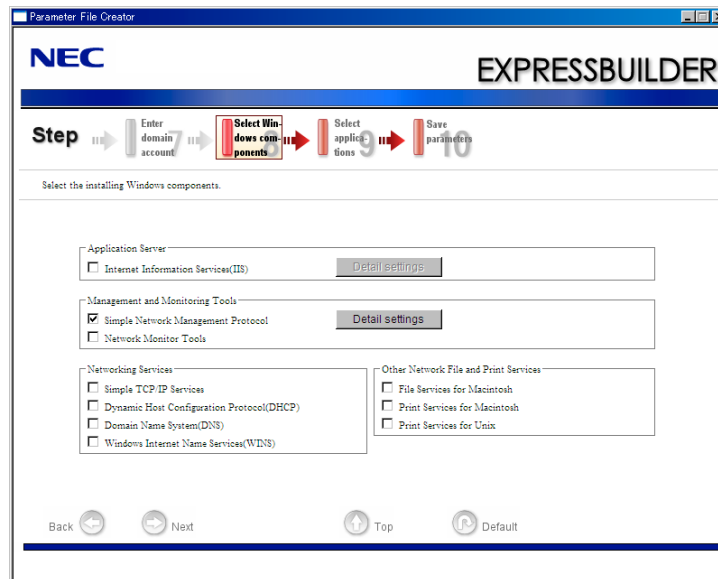 Parameter File Creator
NEC
EXPRESSBUILDER
Step
Enter
domain
account
7
Select Win-
dows com-
ponents
8
Select
applica-
tions
9
Save
parameters
10
Select the installing Windows components.
Application Server
Internet Information Services(IIS)
Detail settings
Management and Monitoring Tools
Simple Network Management Protocol
Detail settings
Network Monitor Tools
Networking Services
Simple TCP/IP Services
Dynamic Host Configuration Protocol(DHCP)
Domain Name System(DNS)
Windows Internet Name Services(WINS)
Other Network File and Print Services
File Services for Macintosh
Print Services for Macintosh
Print Services for Unix
Back
Next
Top
Default